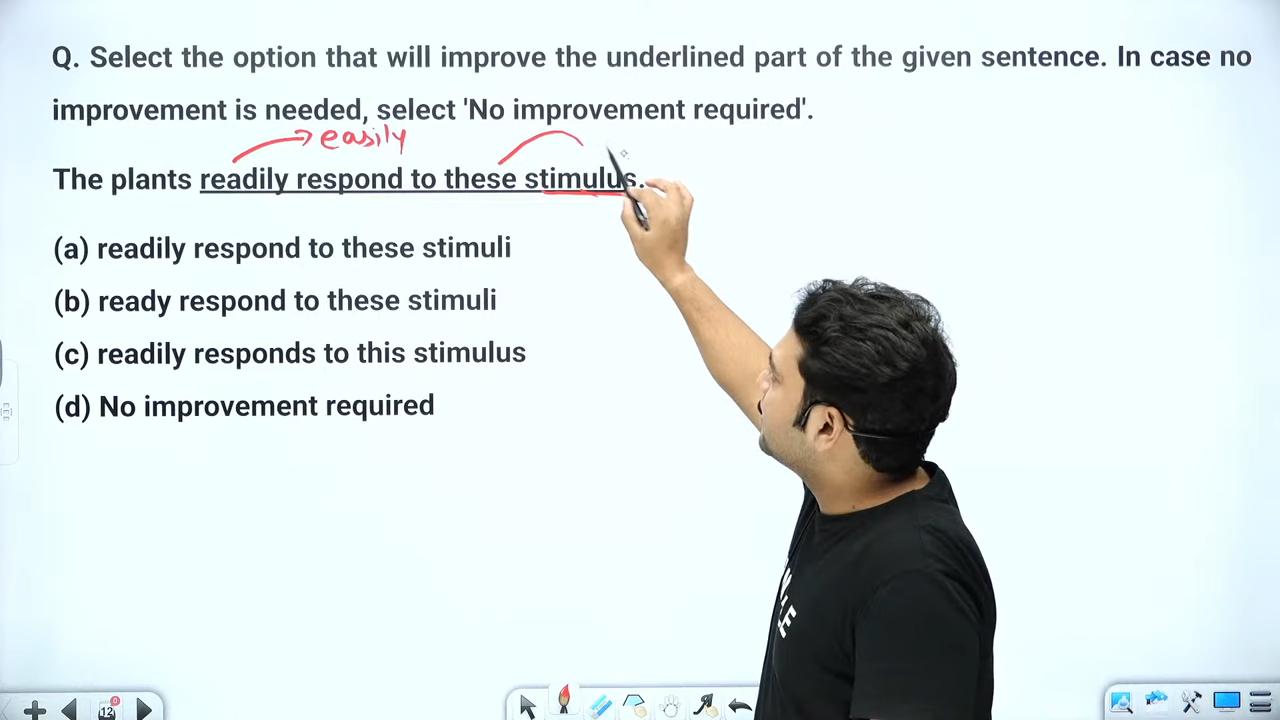 Q. Select the option that will improve the underlined part of the given sentence. In case no
improvement is needed, select 'No improvement required'.
easily
The plants readily respond to these stimulus.
(a) readily respond to these stimuli
(b) ready respond to these stimuli
(c) readily responds to this stimulus
(d) No improvement required
12
0